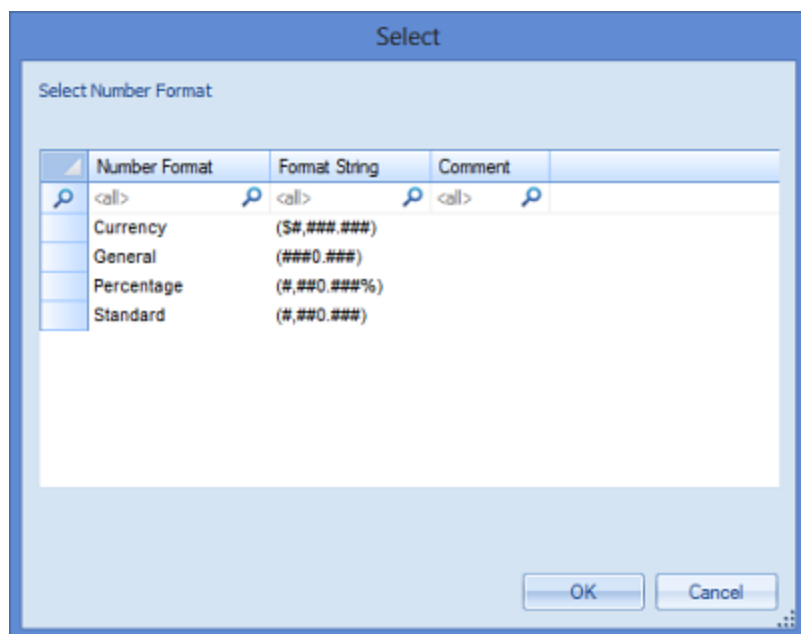 Select
Select Number Format
Number Format Format String Comment
<all> <all> <all>
Currency ($#,###.###)
General (###0.###)
Percentage (#,##0.###%)
Standard (#,##0.###)
OK Cancel